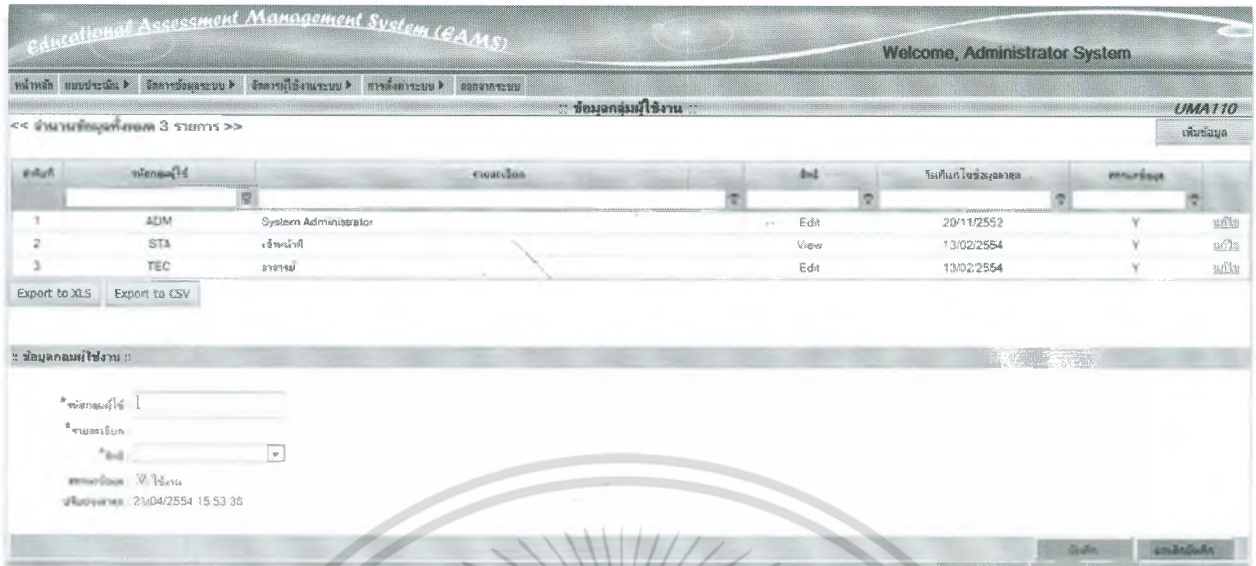 Educational Assessment Management System (EAMS)
Welcome, Administrator System
หน้าหลัก แบบประเมิน จัดการข้อมูลระบบ จัดการผู้ใช้งานระบบ การตั้งค่าระบบ ออกจากระบบ
:: ข้อมูลกลุ่มผู้ใช้งาน :: UMA110
<< จำนวนข้อมูลทั้งหมด 3 รายการ >> เพิ่มข้อมูล
ลำดับที่ รหัสกลุ่มผู้ใช้ รายละเอียด สิทธิ์ วันที่แก้ไขข้อมูลล่าสุด สถานะข้อมูล
1 ADM System Administrator Edit 20/11/2552 Y แก้ไข
2 STA เจ้าหน้าที่ View 13/02/2554 Y แก้ไข
3 TEC อาจารย์ Edit 13/02/2554 Y แก้ไข
Export to XLS Export to CSV
:: ข้อมูลกลุ่มผู้ใช้งาน ::
*รหัสกลุ่มผู้ใช้
*รายละเอียด
*สิทธิ์
สถานะข้อมูล ใช้งาน
ปรับปรุงล่าสุด 23/04/2554 15:53:38
บันทึก ยกเลิกบันทึก